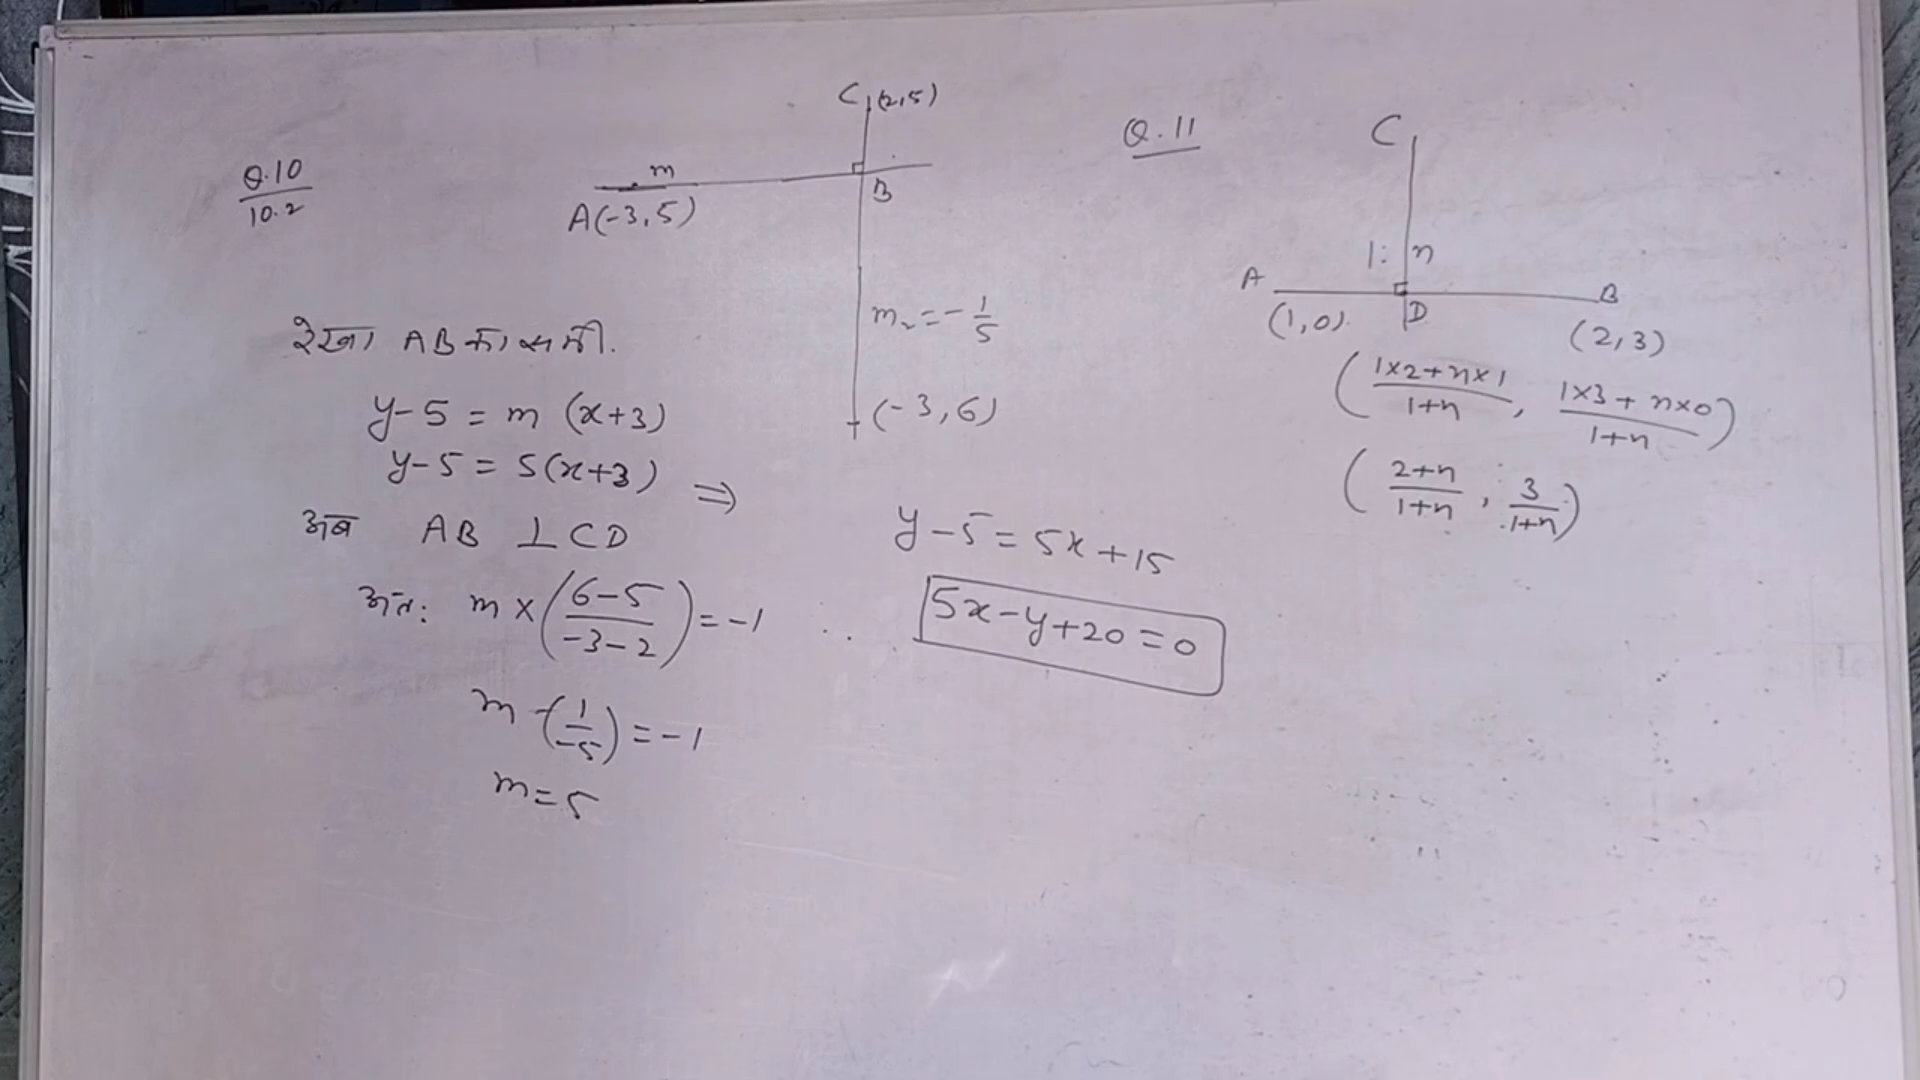 Q.10
10.2
C(2,5)
m
A(-3,5)
B
m₂ = -1/5
(-3,6)
रेखा AB का समी.
y-5 = m (x+3)
y-5 = 5(x+3) ⇒
अब AB ⊥ CD
अतः m × (6-5/-3-2) = -1
m (1/-5) = -1
m = 5
y-5 = 5x+15
∴ 5x-y+20=0
Q.11
C
1:n
A B
(1,0) D (2,3)
(1×2+n×1/1+n, 1×3+n×0/1+n)
(2+n/1+n, 3/1+n)